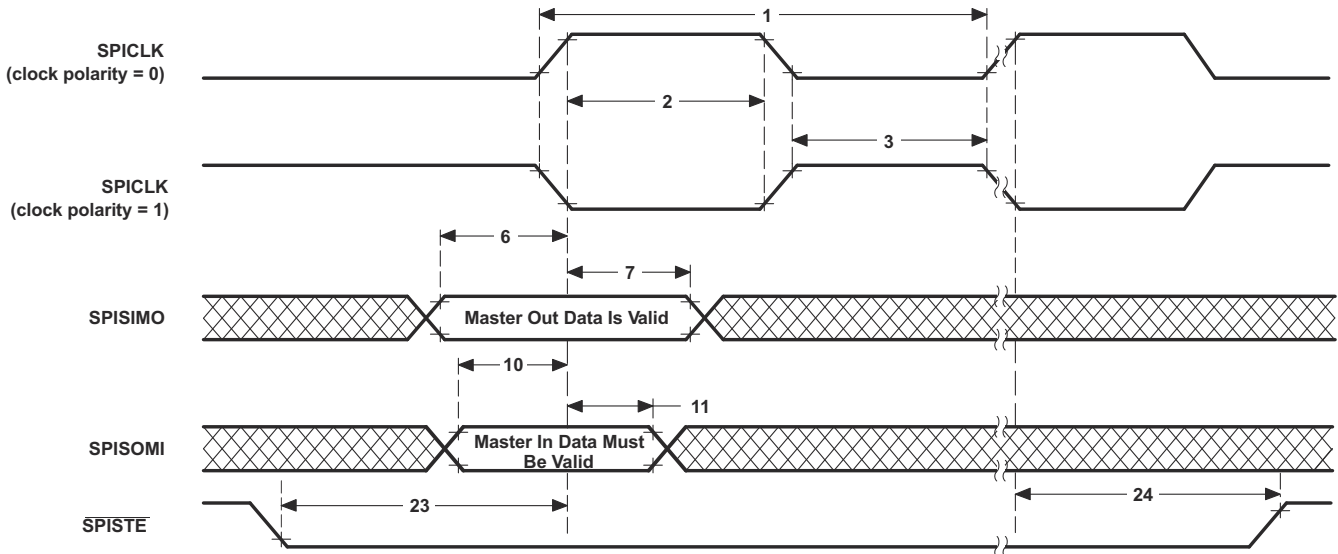 1
SPICLK
(clock polarity = 0)
2
3
SPICLK
(clock polarity = 1)
6
7
SPISIMO
Master Out Data Is Valid
10
11
SPISOMI
Master In Data Must
Be Valid
23
24
SPISTE